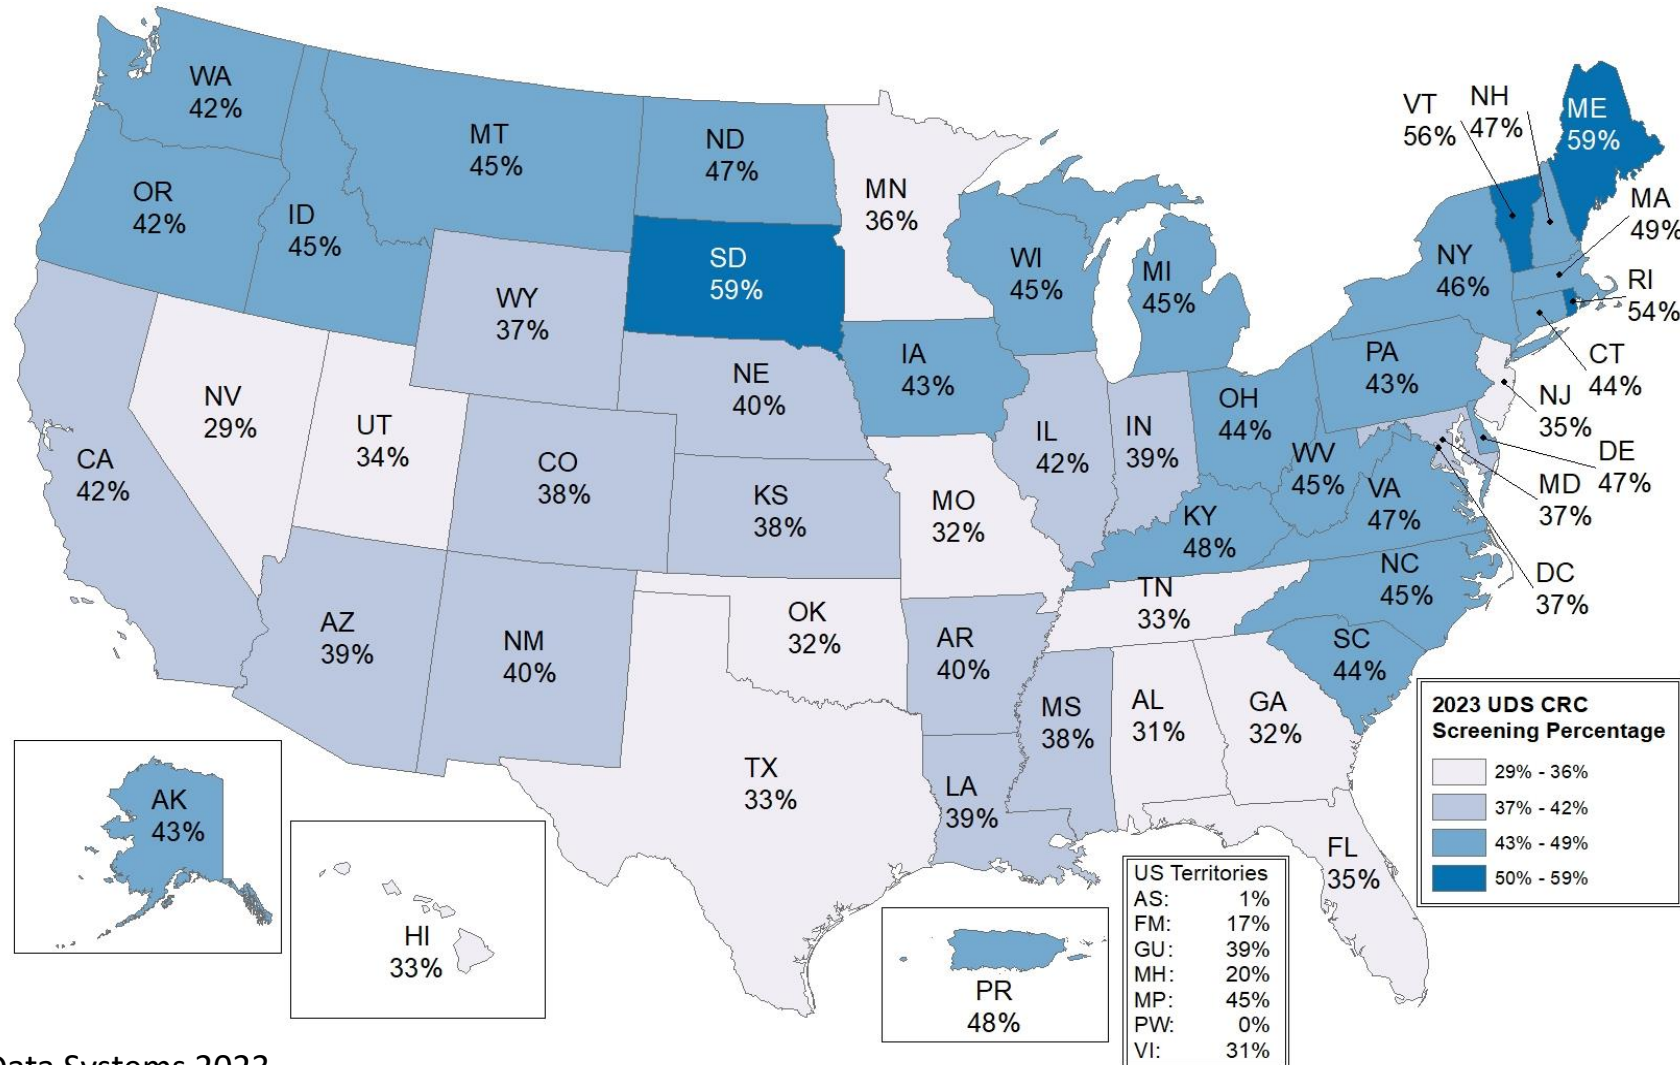 WA
42%
OR
42%
ID
45%
MT
45%
ND
47%
MN
36%
SD
59%
WY
37%
WI
45%
MI
45%
VT
56%
NH
47%
ME
59%
MA
49%
NY
46%
RI
54%
CT
44%
PA
43%
NJ
35%
DE
47%
MD
37%
DC
37%
IA
43%
NE
40%
NV
29%
UT
34%
CA
42%
CO
38%
KS
38%
MO
32%
IL
42%
IN
39%
OH
44%
WV
45%
VA
47%
KY
48%
NC
45%
TN
33%
SC
44%
AZ
39%
NM
40%
OK
32%
AR
40%
MS
38%
AL
31%
GA
32%
TX
33%
LA
39%
FL
35%
AK
43%
HI
33%
PR
48%
US Territories
AS: 1%
FM: 17%
GU: 39%
MH: 20%
MP: 45%
PW: 0%
VI: 31%
2023 UDS CRC
Screening Percentage
29% - 36%
37% - 42%
43% - 49%
50% - 59%
Data Systems 2023